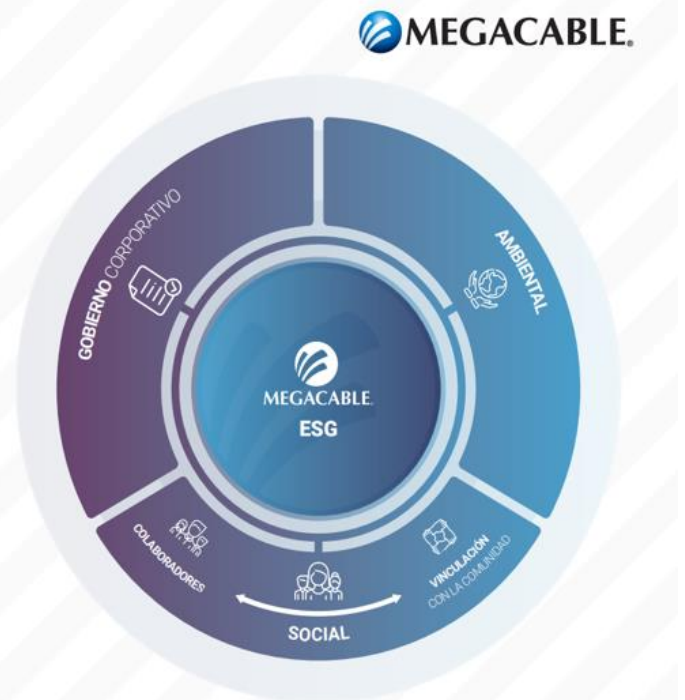 MEGACABLE®
GOBIERNO CORPORATIVO
AMBIENTAL
MEGACABLE
ESG
COLABORADORES
VINCULACIÓN
CON LA COMUNIDAD
SOCIAL